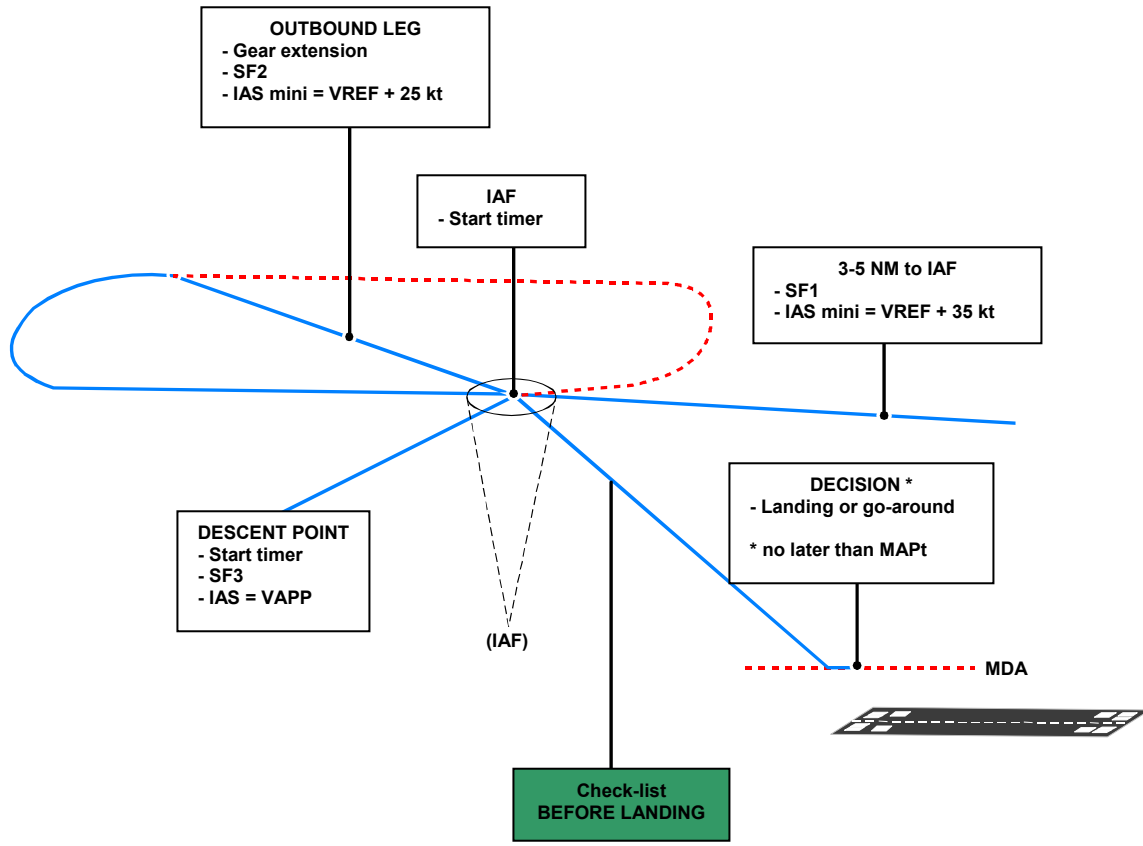 OUTBOUND LEG
- Gear extension
- SF2
- IAS mini = VREF + 25 kt
IAF
- Start timer
3-5 NM to IAF
- SF1
- IAS mini = VREF + 35 kt
DESCENT POINT
- Start timer
- SF3
- IAS = VAPP
(IAF)
DECISION *
- Landing or go-around
* no later than MAPt
MDA
Check-list
BEFORE LANDING